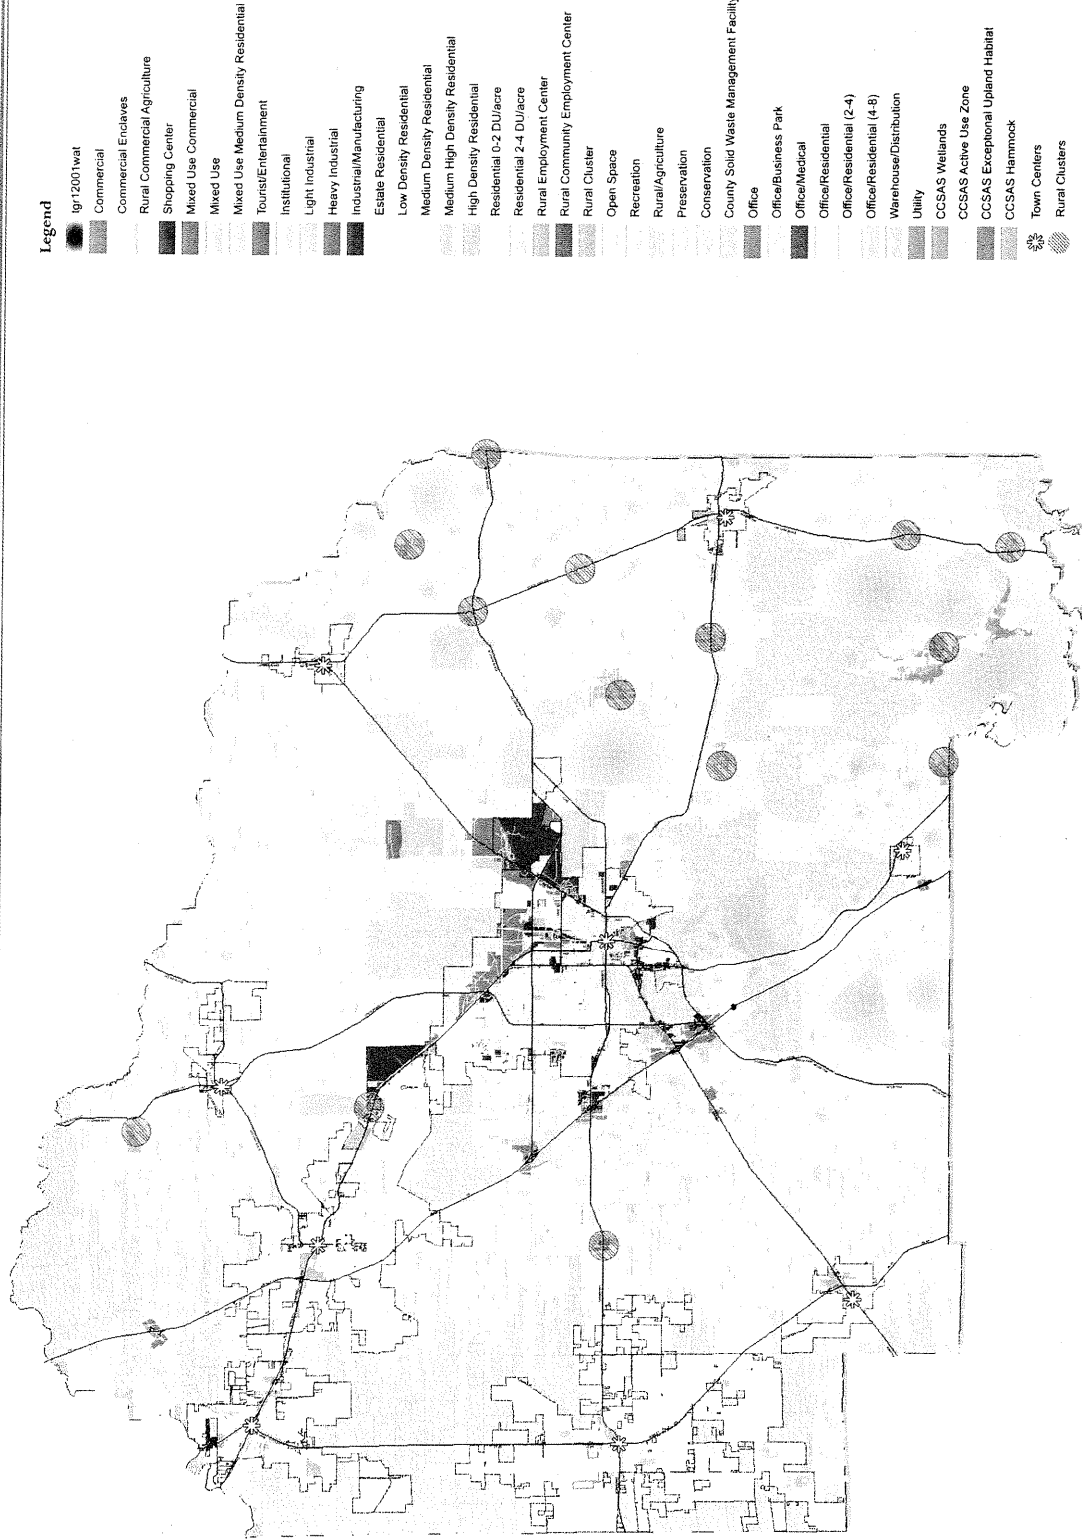 Legend
tgr12001wat
Commercial
Commercial Enclaves
Rural Commercial Agriculture
Shopping Center
Mixed Use Commercial
Mixed Use
Mixed Use Medium Density Residential
Tourist/Entertainment
Institutional
Light Industrial
Heavy Industrial
Industrial/Manufacturing
Estate Residential
Low Density Residential
Medium Density Residential
Medium High Density Residential
High Density Residential
Residential 0-2 DU/acre
Residential 2-4 DU/acre
Rural Employment Center
Rural Community Employment Center
Rural Cluster
Open Space
Recreation
Rural/Agriculture
Preservation
Conservation
County Solid Waste Management Facility
Office
Office/Business Park
Office/Medical
Office/Residential
Office/Residential (2-4)
Office/Residential (4-8)
Warehouse/Distribution
Utility
CCSAS Wetlands
CCSAS Active Use Zone
CCSAS Exceptional Upland Habitat
CCSAS Hammock
Town Centers
Rural Clusters